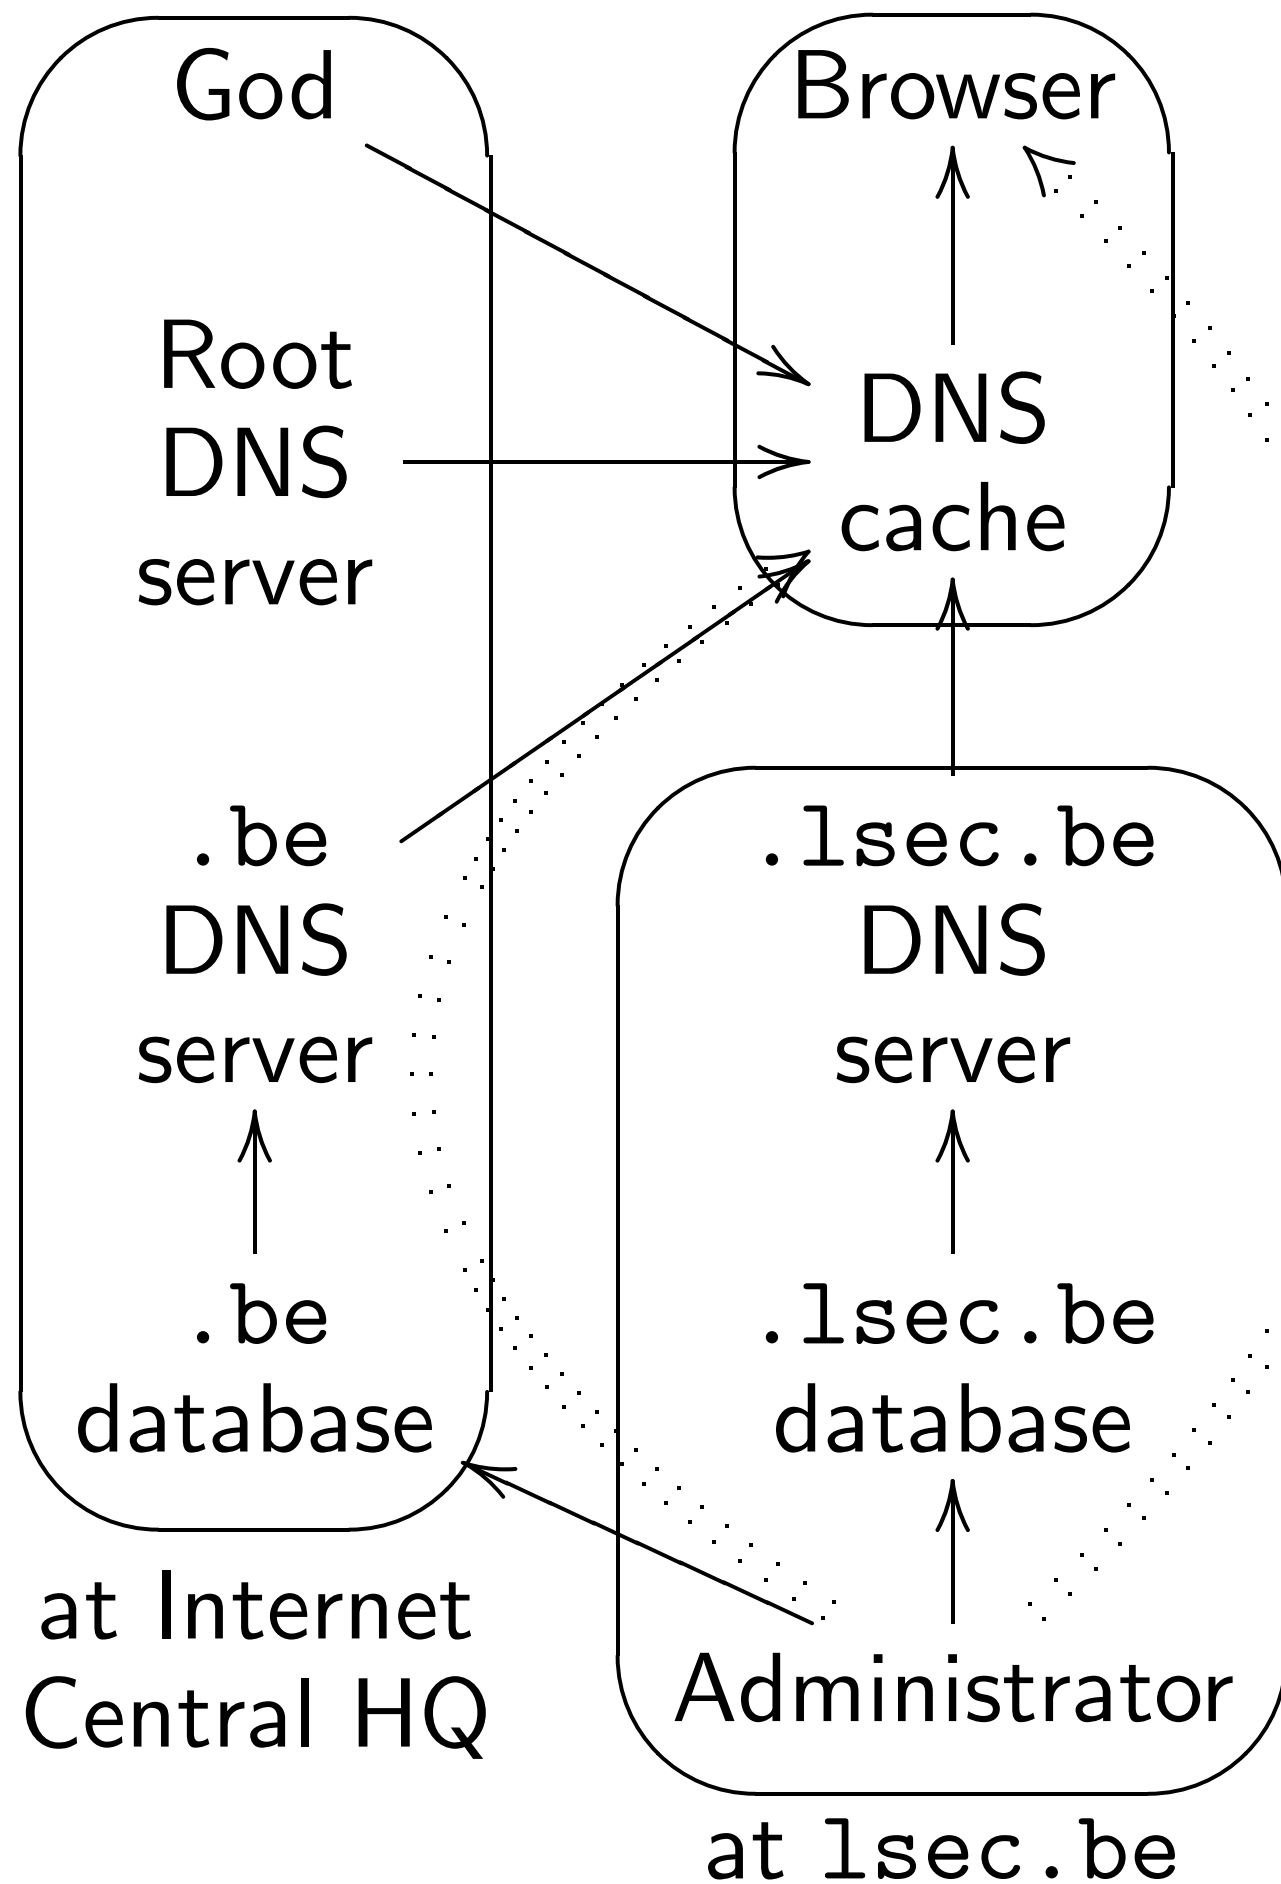 God
Root
DNS
server
.be
DNS
server
.be
database
at Internet
Central HQ
Browser
DNS
cache
.lsec.be
DNS
server
.lsec.be
database
Administrator
at lsec.be